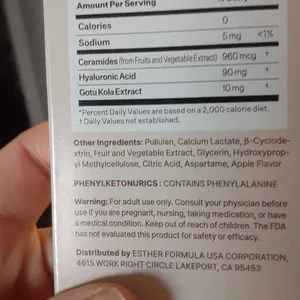 Amount Per Serving
Calories 0
Sodium 5 mg <1%
Ceramides (from Fruits and Vegetable Extract) 960 mcg †
Hyaluronic Acid 90 mg †
Gotu Kola Extract 10 mg †
*Percent Daily Values are based on a 2,000 calorie diet.
† Daily Values not established.
Other Ingredients: Pullulan, Calcium Lactate, β-Cyclode-
xtrin, Fruit and Vegetable Extract, Glycerin, Hydroxyprop-
yl Methylcellulose, Citric Acid, Aspartame, Apple Flavor
PHENYLKETONURICS : CONTAINS PHENYLALANINE
Warning: For adult use only. Consult your physician before
use if you are pregnant, nursing, taking medication, or have
a medical condition. Keep out of reach of children. The FDA
has not evaluated this product for safety or efficacy.
Distributed by ESTHER FORMULA USA CORPORATION,
4615 WORK RIGHT CIRCLE LAKEPORT, CA 95453